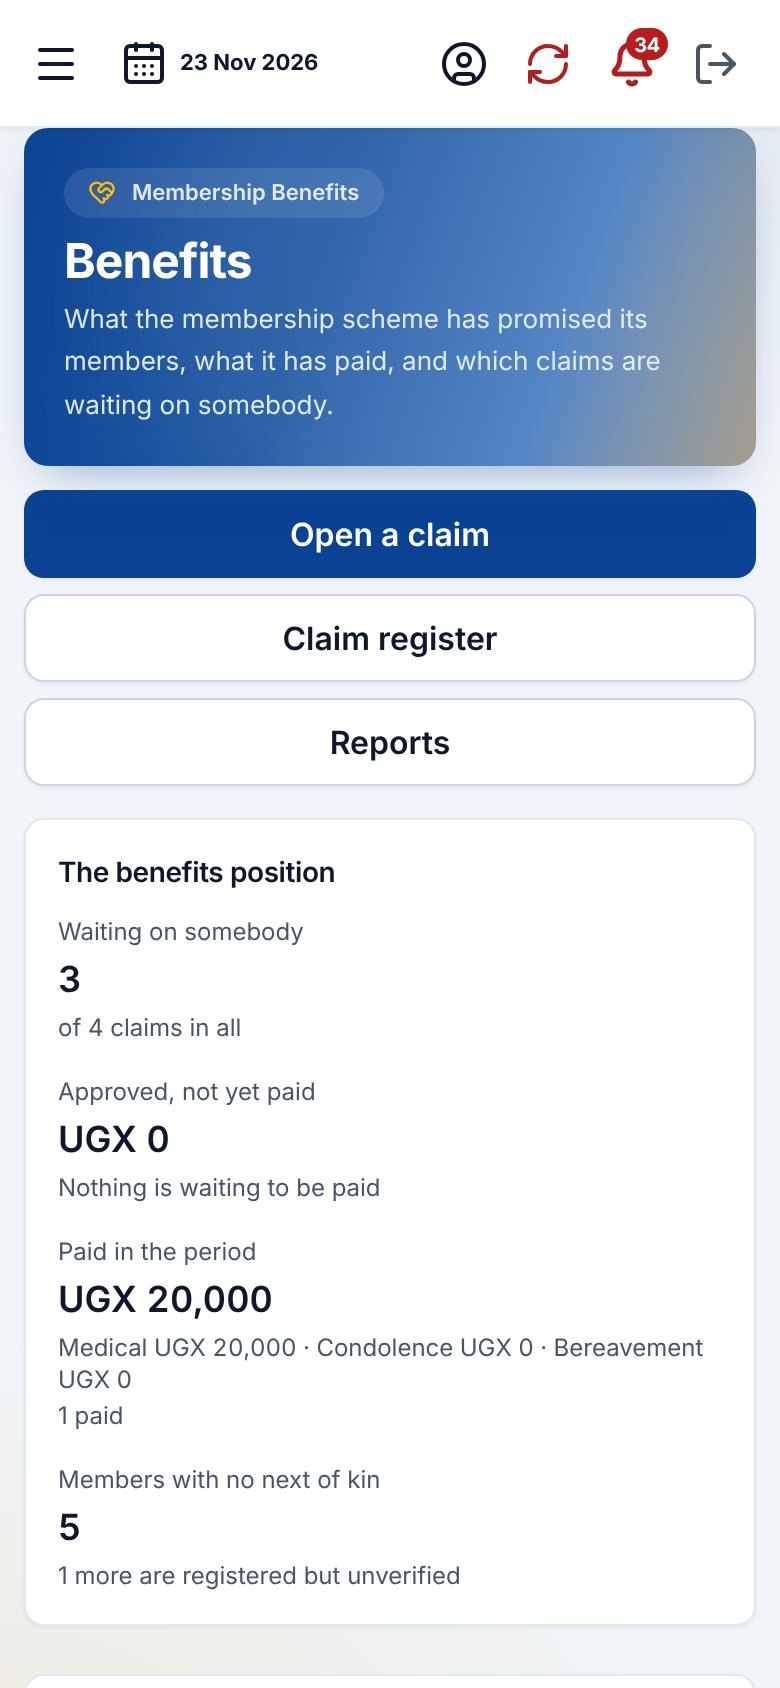 23 Nov 2026
34
Membership Benefits
Benefits
What the membership scheme has promised its
members, what it has paid, and which claims are
waiting on somebody.
Open a claim
Claim register
Reports
The benefits position
Waiting on somebody
3
of 4 claims in all
Approved, not yet paid
UGX 0
Nothing is waiting to be paid
Paid in the period
UGX 20,000
Medical UGX 20,000 · Condolence UGX 0 · Bereavement
UGX 0
1 paid
Members with no next of kin
5
1 more are registered but unverified